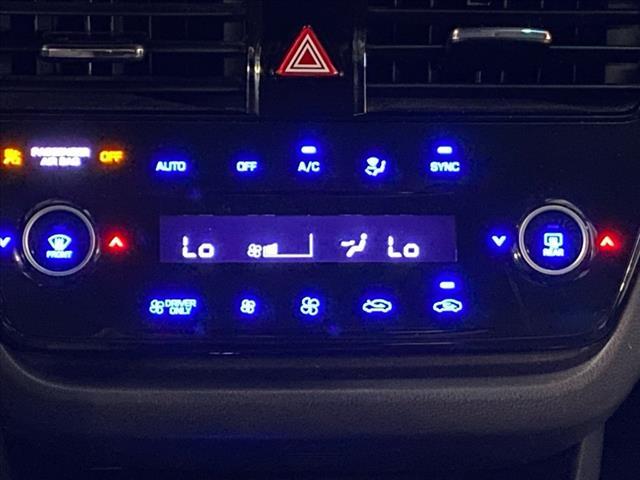 PASSENGER
AIR BAG
OFF
AUTO
OFF
A/C
SYNC
FRONT
Lo
Lo
REAR
DRIVER
ONLY